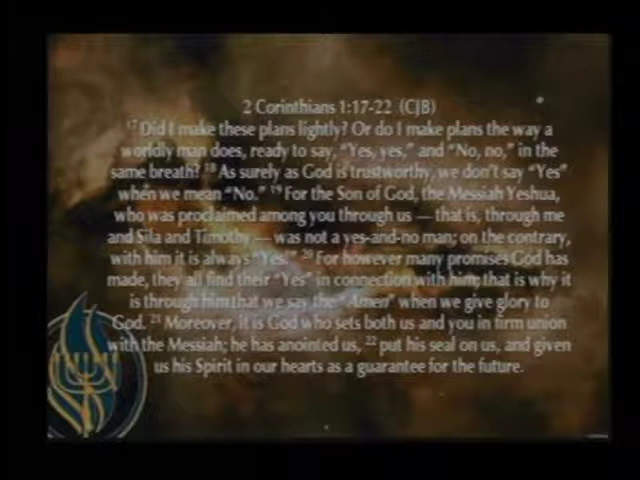 2 Corinthians 1:17-22 (CJB)
17 Did I make these plans lightly? Or do I make plans the way a
worldly man does, ready to say, “Yes, yes,” and “No, no,” in the
same breath? 18 As surely as God is trustworthy, we don’t say “Yes”
when we mean “No.” 19 For the Son of God, the Messiah Yeshua,
who was proclaimed among you through us — that is, through me
and Sila and Timothy — was not a yes-and-no man; on the contrary,
with him it is always “Yes!” 20 For however many promises God has
made, they all find their “Yes” in connection with him; that is why it
is through him that we say the “Amen” when we give glory to
God. 21 Moreover, it is God who sets both us and you in firm union
with the Messiah; he has anointed us, 22 put his seal on us, and given
us his Spirit in our hearts as a guarantee for the future.